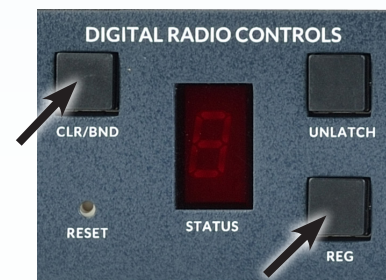 DIGITAL RADIO CONTROLS
CLR/BND
UNLATCH
RESET
STATUS
REG